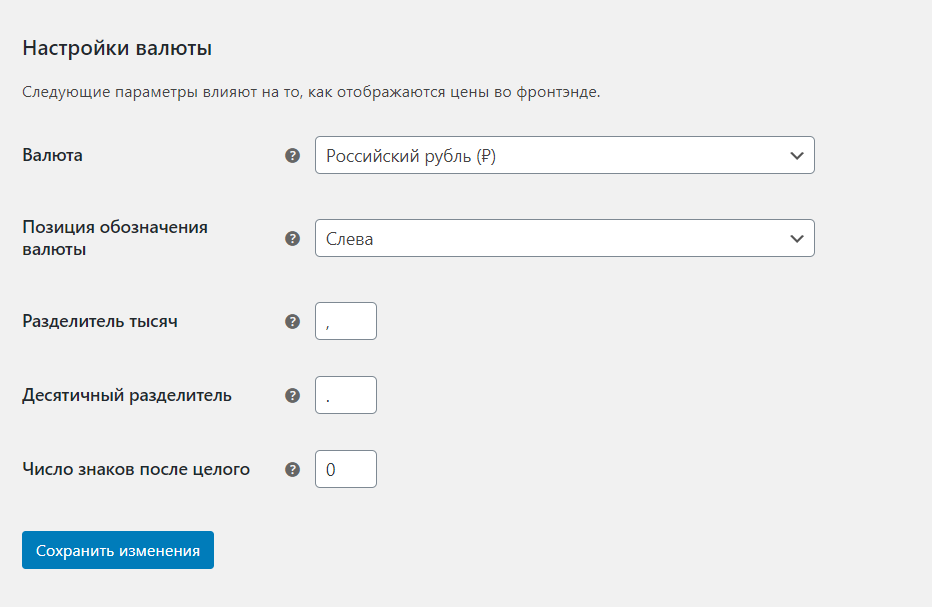 Настройки валюты
Следующие параметры влияют на то, как отображаются цены во фронтэнде.
Валюта
? Российский рубль (₽)
Позиция обозначения
валюты
? Слева
Разделитель тысяч ? ,
Десятичный разделитель ? .
Число знаков после целого ? 0
Сохранить изменения